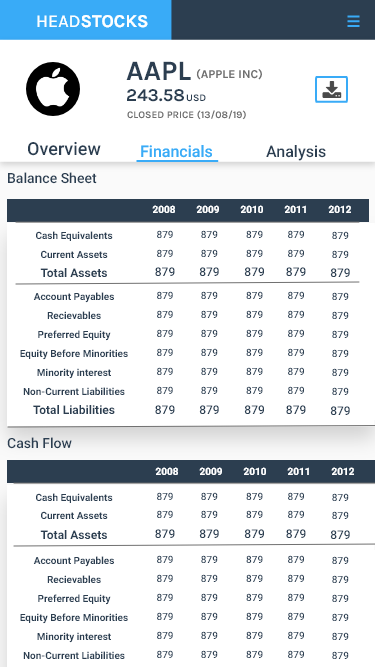 HEADSTOCKS
AAPL (APPLE INC)
243.58 USD
CLOSED PRICE (13/08/19)
Overview Financials Analysis
Balance Sheet
2008 2009 2010 2011 2012
Cash Equivalents 879 879 879 879 879
Current Assets 879 879 879 879 879
Total Assets 879 879 879 879 879
Account Payables 879 879 879 879 879
Recievables 879 879 879 879 879
Preferred Equity 879 879 879 879 879
Equity Before Minorities 879 879 879 879 879
Minority interest 879 879 879 879 879
Non-Current Liabilities 879 879 879 879 879
Total Liabilities 879 879 879 879 879
Cash Flow
2008 2009 2010 2011 2012
Cash Equivalents 879 879 879 879 879
Current Assets 879 879 879 879 879
Total Assets 879 879 879 879 879
Account Payables 879 879 879 879 879
Recievables 879 879 879 879 879
Preferred Equity 879 879 879 879 879
Equity Before Minorities 879 879 879 879 879
Minority interest 879 879 879 879 879
Non-Current Liabilities 879 879 879 879 879